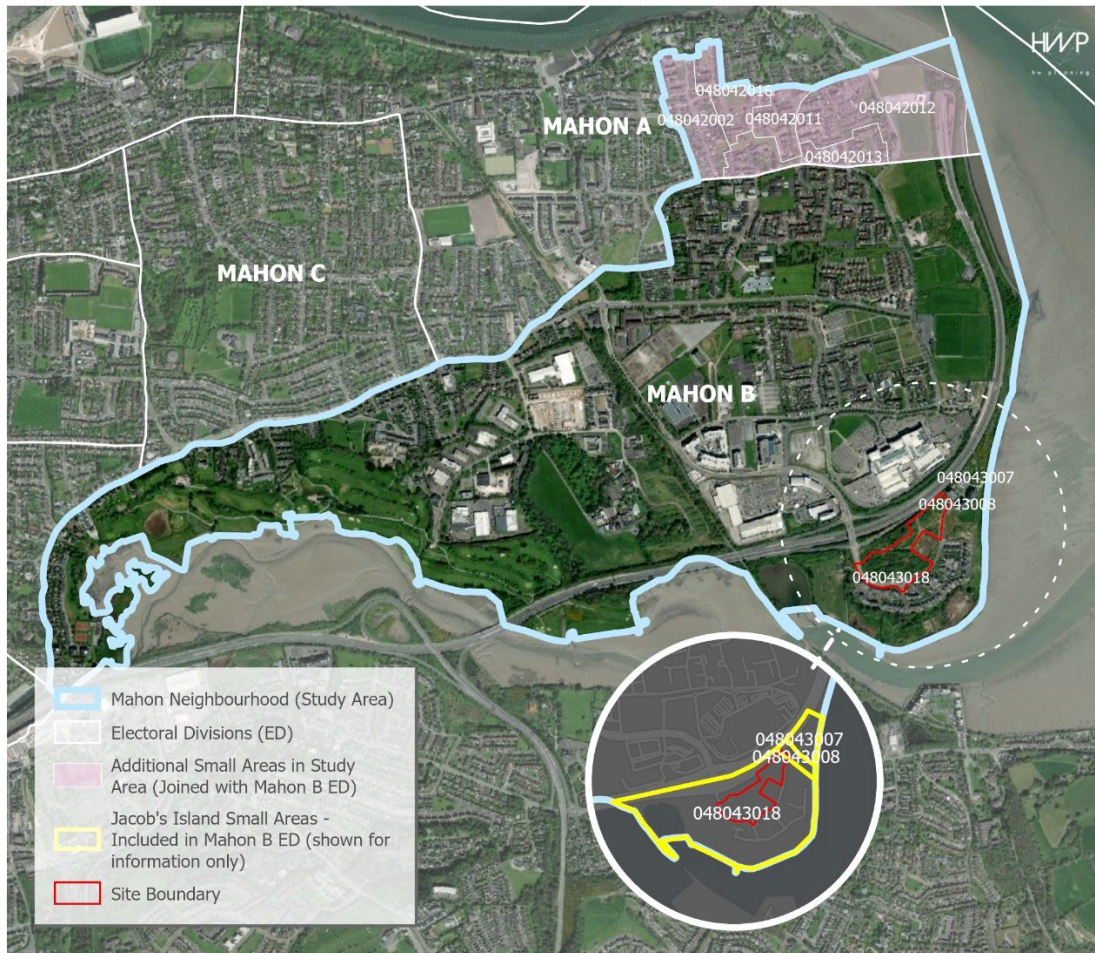 HWP
hw planning
048042016
048042012
048042002
048042011
MAHON A
048042013
MAHON C
MAHON B
048043007
048043008
048043018
Mahon Neighbourhood (Study Area)
Electoral Divisions (ED)
Additional Small Areas in Study
Area (Joined with Mahon B ED)
Jacob's Island Small Areas -
Included in Mahon B ED (shown for
information only)
Site Boundary
048043007
048043008
048043018